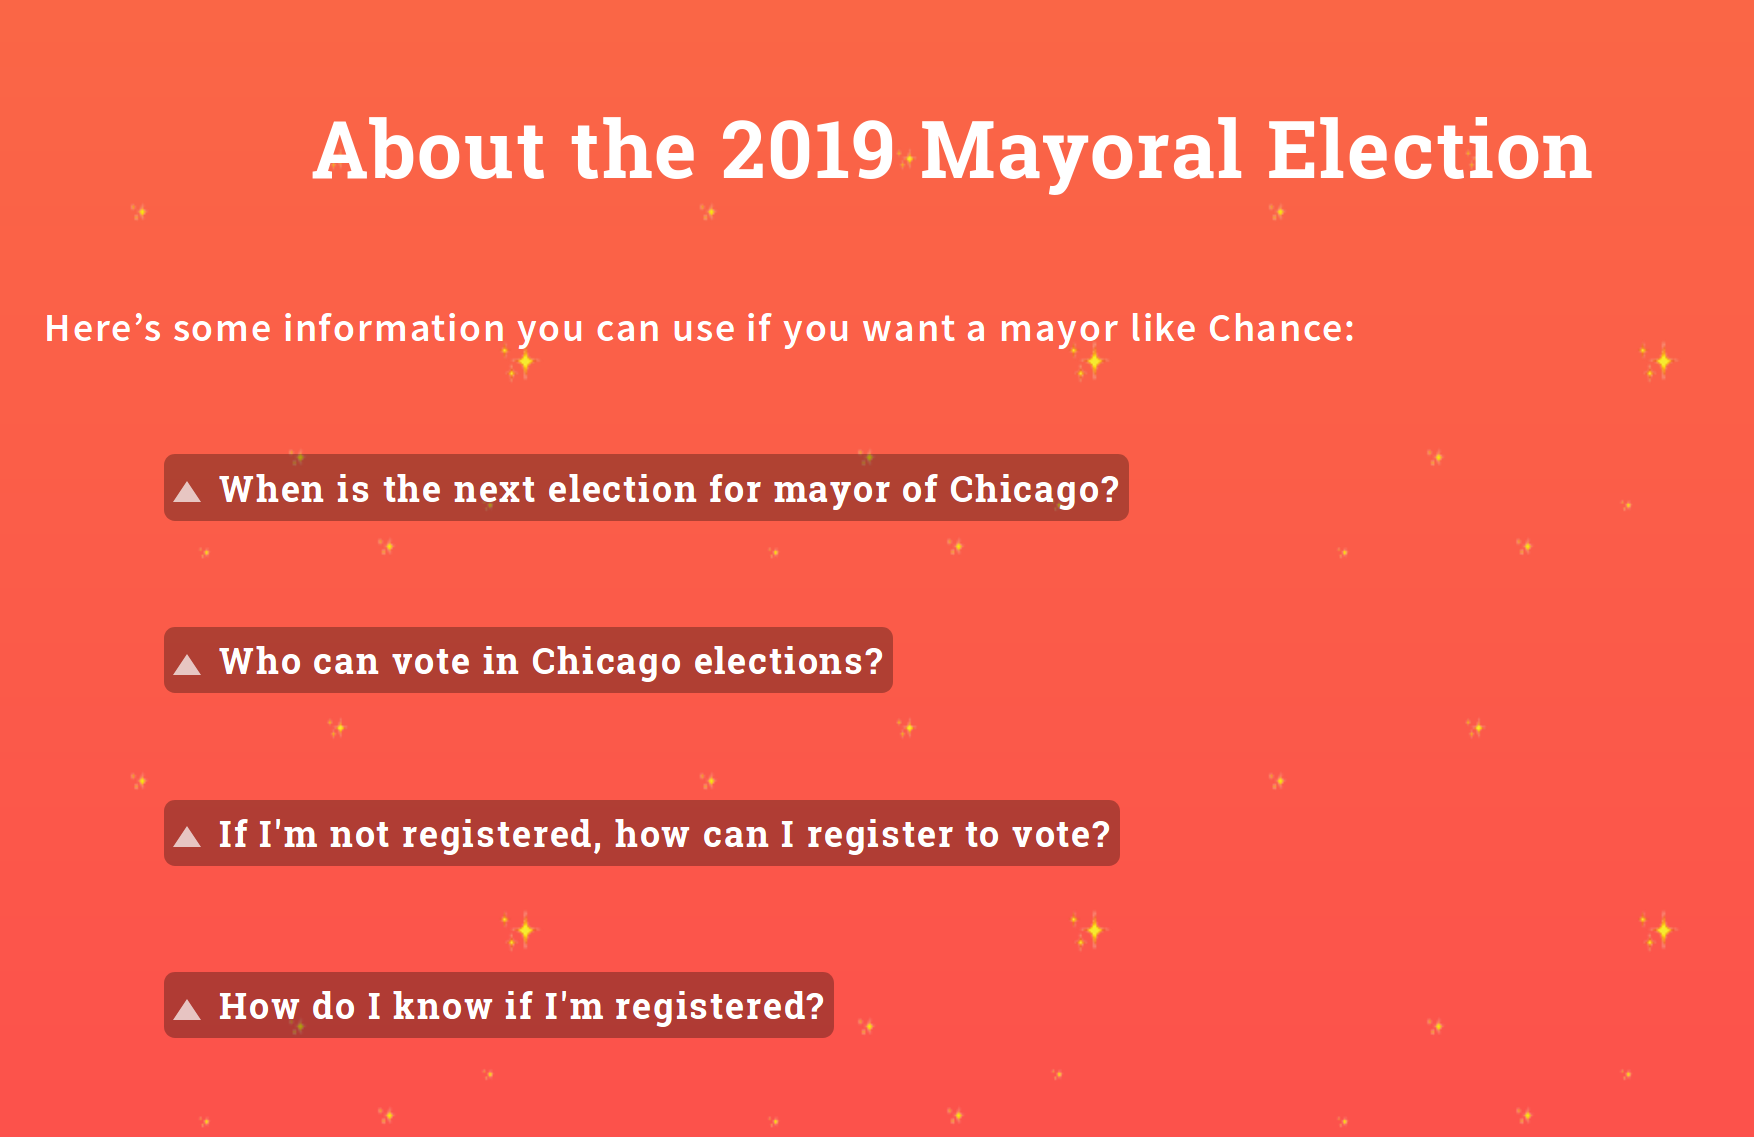 About the 2019 Mayoral Election
Here’s some information you can use if you want a mayor like Chance:
When is the next election for mayor of Chicago?
Who can vote in Chicago elections?
If I'm not registered, how can I register to vote?
How do I know if I'm registered?